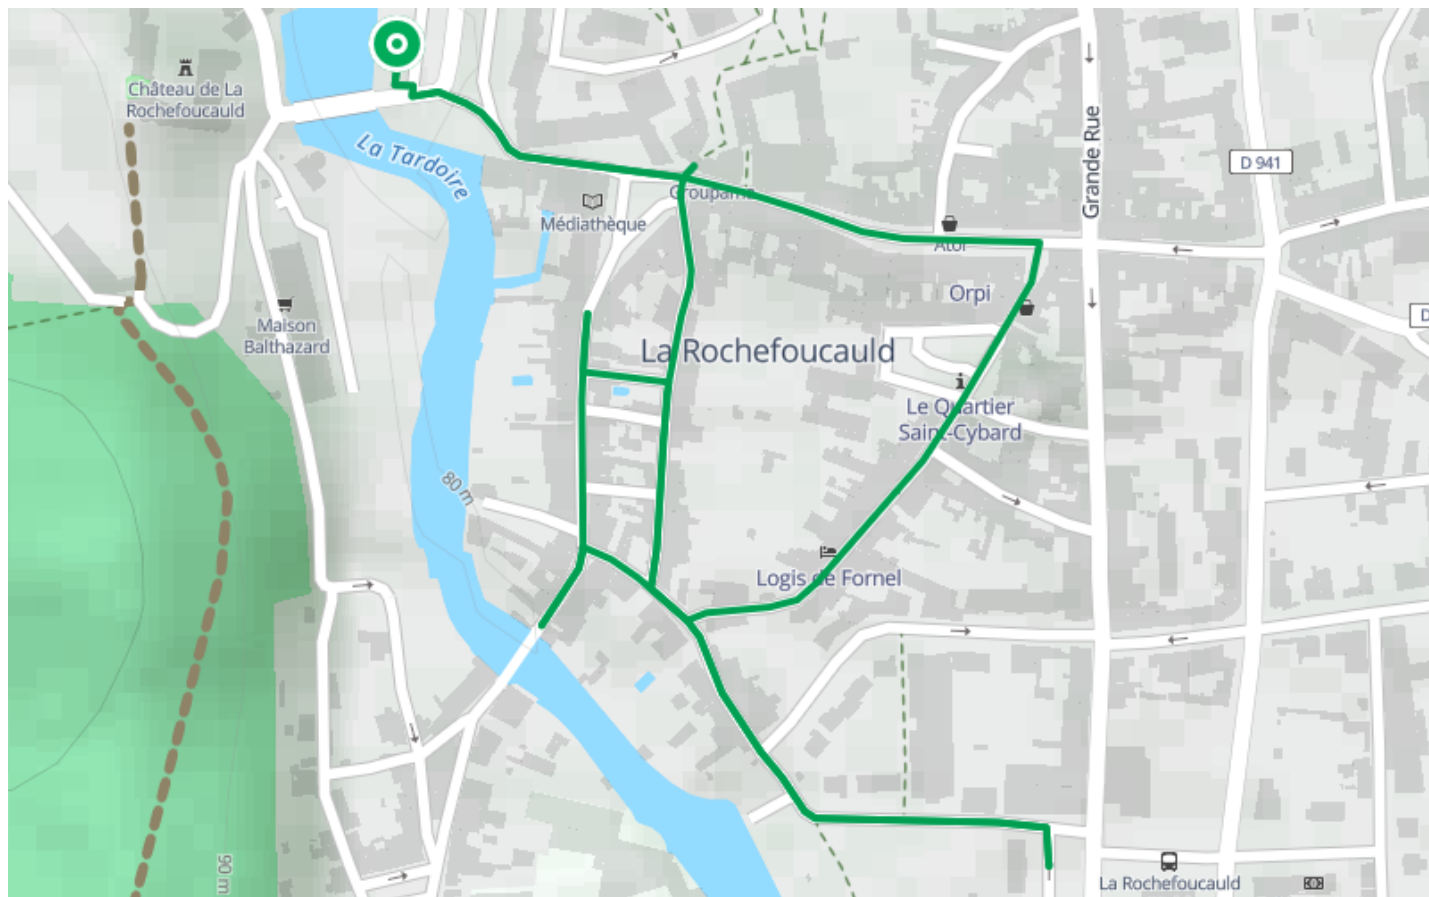 Château de La
Rochefoucauld
La Tardoire
Médiathèque
Groupama
Grande Rue
D 941
Atol
Orpi
D
Maison
Balthazard
La Rochefoucauld
Le Quartier
Saint-Cybard
80 m
Logis de Fornel
90 m
La Rochefoucauld